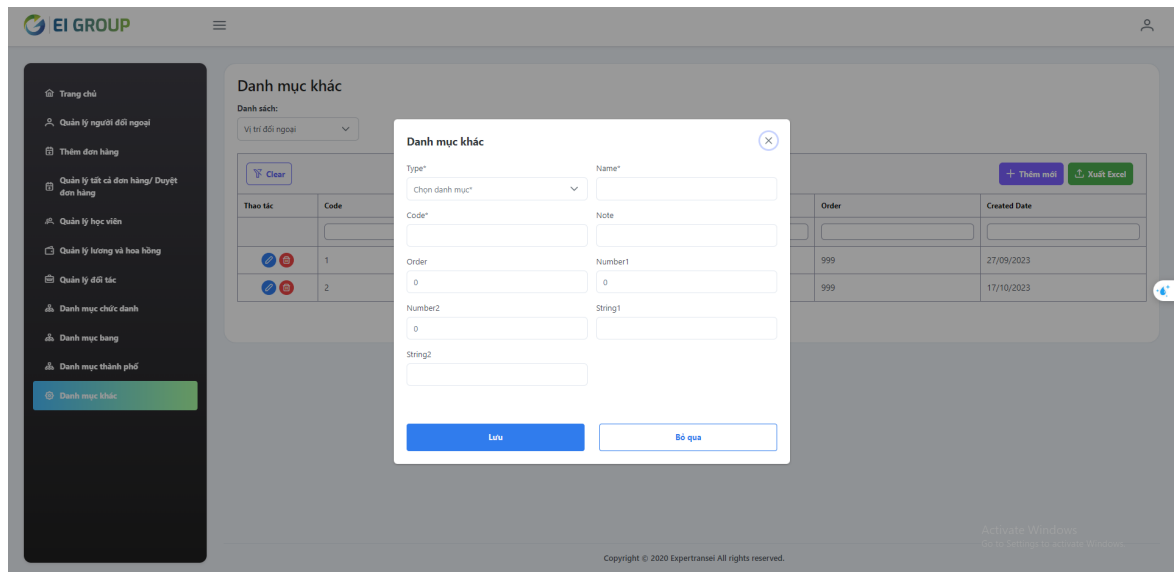 EI GROUP
Trang chủ
Quản lý người đối ngoại
Thêm đơn hàng
Quản lý tất cả đơn hàng/ Duyệt
đơn hàng
Quản lý học viên
Quản lý lương và hoa hồng
Quản lý đối tác
Danh mục chức danh
Danh mục bang
Danh mục thành phố
Danh mục khác
Danh mục khác
Danh sách:
Vị trí đối ngoại
Clear
Thêm mới
Xuất Excel
Thao tác Code Order Created Date
1 999 27/09/2023
2 999 17/10/2023
Danh mục khác
Type* Name*
Chọn danh mục*
Code* Note
Order Number1
0 0
Number2 String1
0
String2
Lưu Bỏ qua
Activate Windows
Go to Settings to activate Windows.
Copyright © 2020 Expertransei All rights reserved.